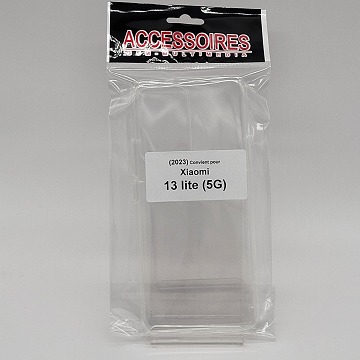 ACCESSOIRES
(2023) Convient pour
Xiaomi
13 lite (5G)